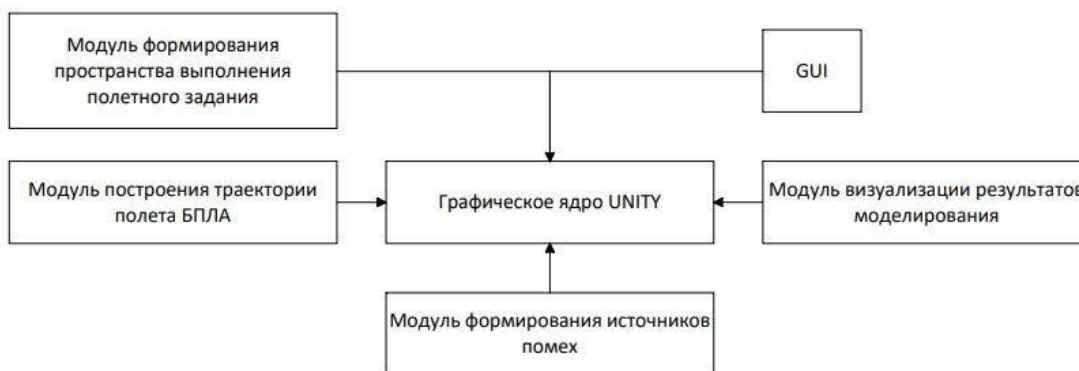 Модуль формирования
пространства выполнения
полетного задания
GUI
Модуль построения траектории
полета БПЛА
Графическое ядро UNITY
Модуль визуализации результатов
моделирования
Модуль формирования источников
помех